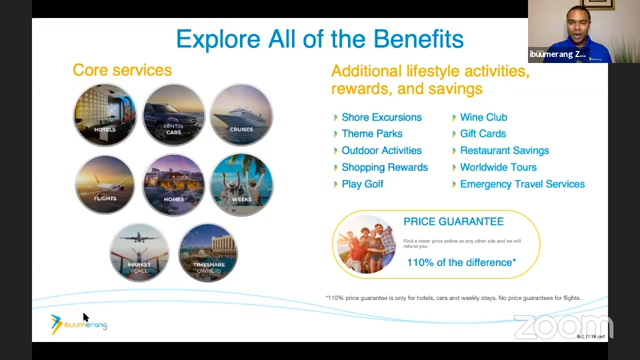 Explore All of the Benefits
Core services
HOTELS
RENTAL
CARS
CRUISES
FLIGHTS
HOMES
WEEKS
MARKET
PLACE
TIMESHARE
OWNERS
Additional lifestyle activities,
rewards, and savings
Shore Excursions
Theme Parks
Outdoor Activities
Shopping Rewards
Play Golf
Wine Club
Gift Cards
Restaurant Savings
Worldwide Tours
Emergency Travel Services
PRICE GUARANTEE
Find a lower price online on any other site and we will
refund you
110% of the difference*
*110% price guarantee is only for hotels, cars and weekly stays. No price guarantees for flights.
ibuumerang
ibuumerang Z...
zoom